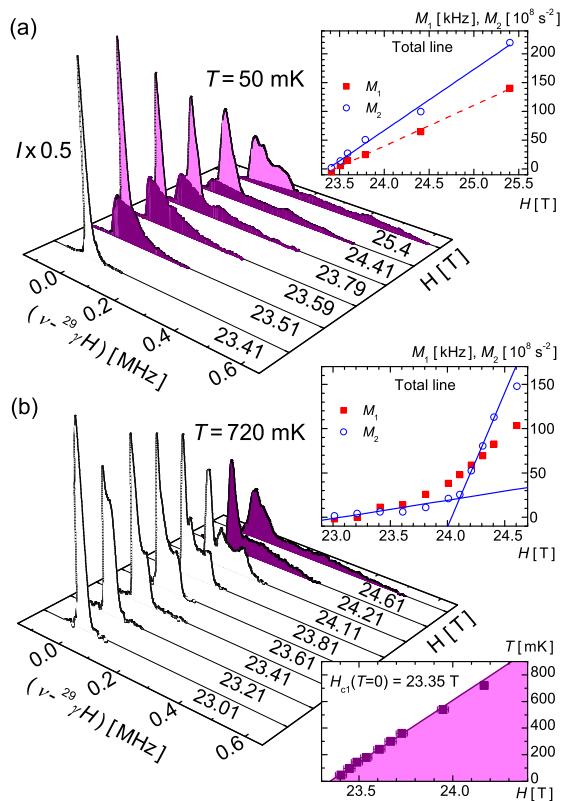 (a)
M₁ [kHz], M₂ [10⁸ s⁻²]
Total line
M₁
M₂
200
150
100
50
0
23.5 24.0 24.5 25.0 25.5
H [T]
T = 50 mK
I x 0.5
25.4
24.41
23.79
23.59
23.51
23.41
H [T]
0.0
0.2
0.4
0.6
(ν- ²⁹γH) [MHz]
(b)
M₁ [kHz], M₂ [10⁸ s⁻²]
Total line
M₁
M₂
150
100
50
0
23.0 23.5 24.0 24.5
H [T]
T = 720 mK
24.61
24.21
24.11
23.81
23.61
23.41
23.21
23.01
H [T]
0.0
0.2
0.4
0.6
(ν- ²⁹γH) [MHz]
T [mK]
H_c1(T=0) = 23.35 T
800
600
400
200
0
23.5 24.0
H [T]